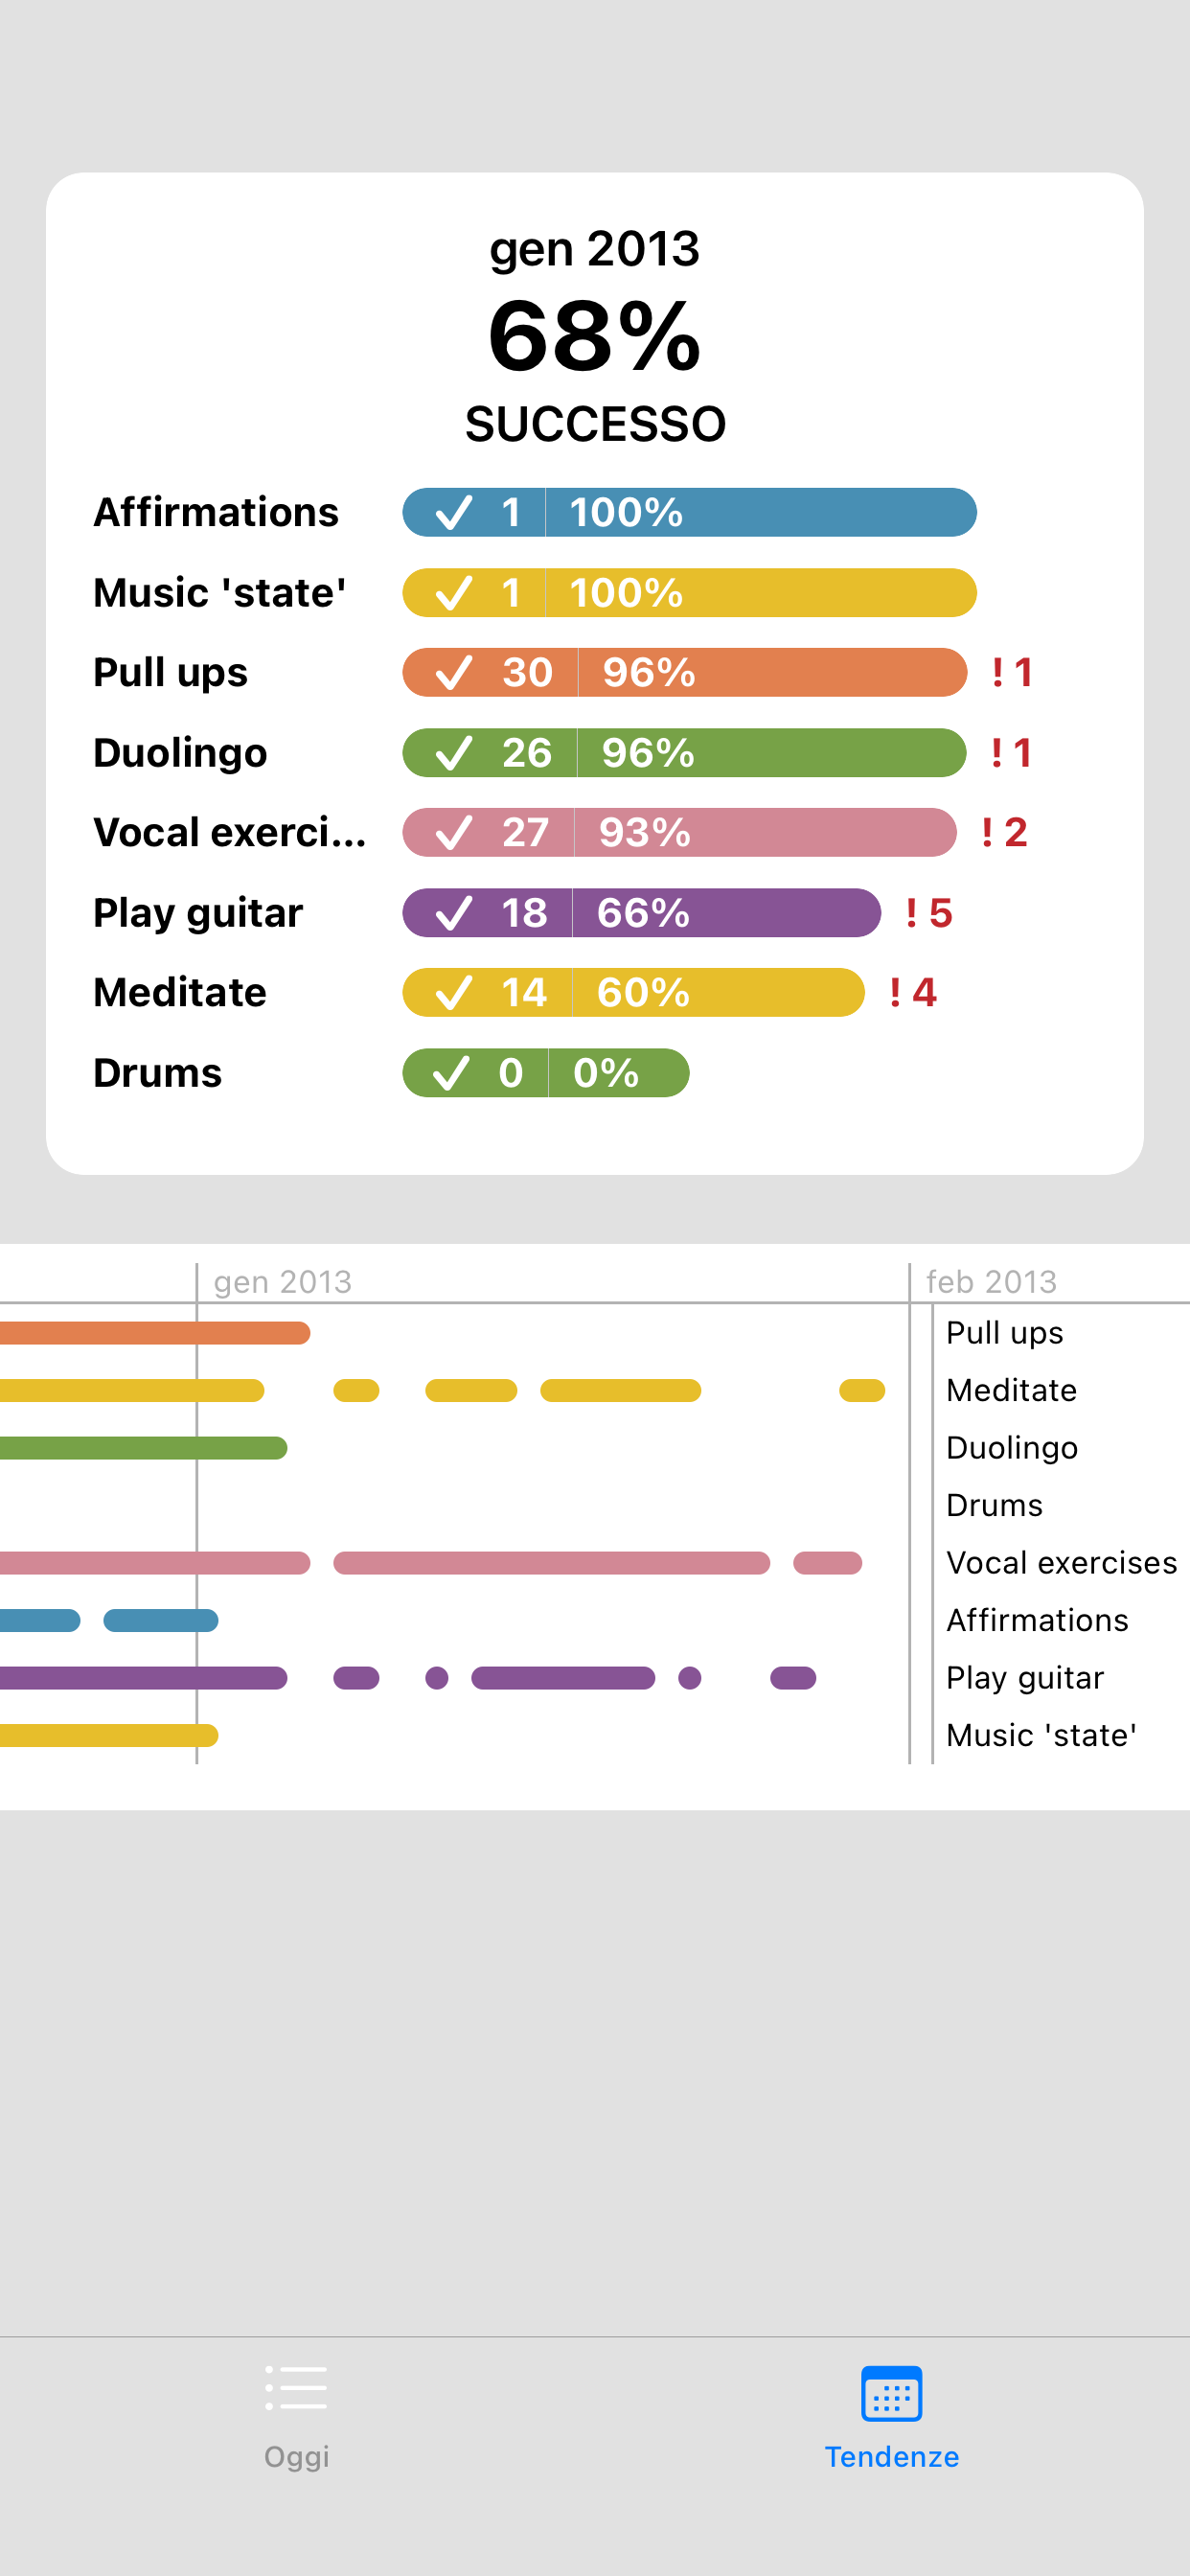 gen 2013
68%
SUCCESSO
Affirmations 1 100%
Music 'state' 1 100%
Pull ups 30 96% ! 1
Duolingo 26 96% ! 1
Vocal exerci... 27 93% ! 2
Play guitar 18 66% ! 5
Meditate 14 60% ! 4
Drums 0 0%
gen 2013 feb 2013
Pull ups
Meditate
Duolingo
Drums
Vocal exercises
Affirmations
Play guitar
Music 'state'
Oggi Tendenze